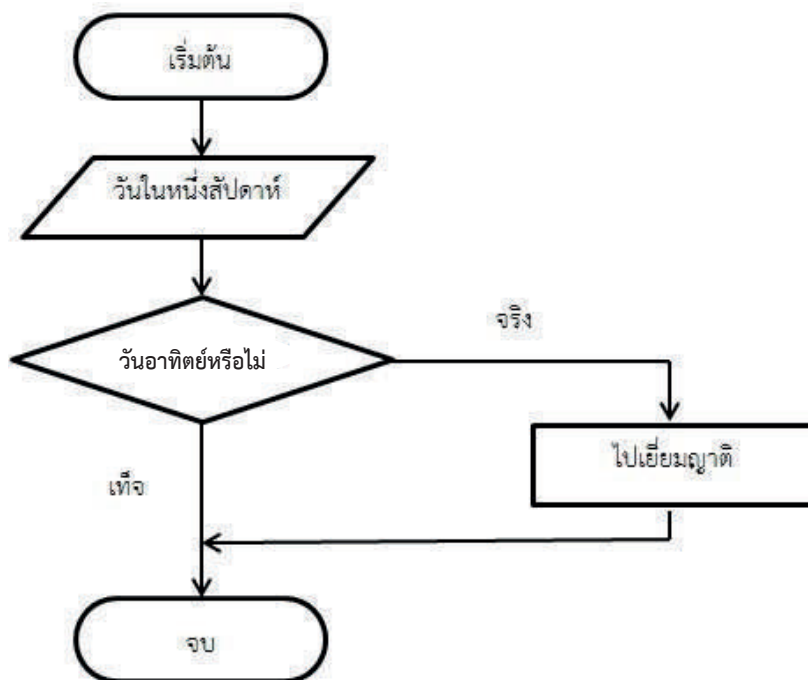 เริ่มต้น
วันในหนึ่งสัปดาห์
วันอาทิตย์หรือไม่
จริง
ไปเยี่ยมญาติ
เท็จ
จบ